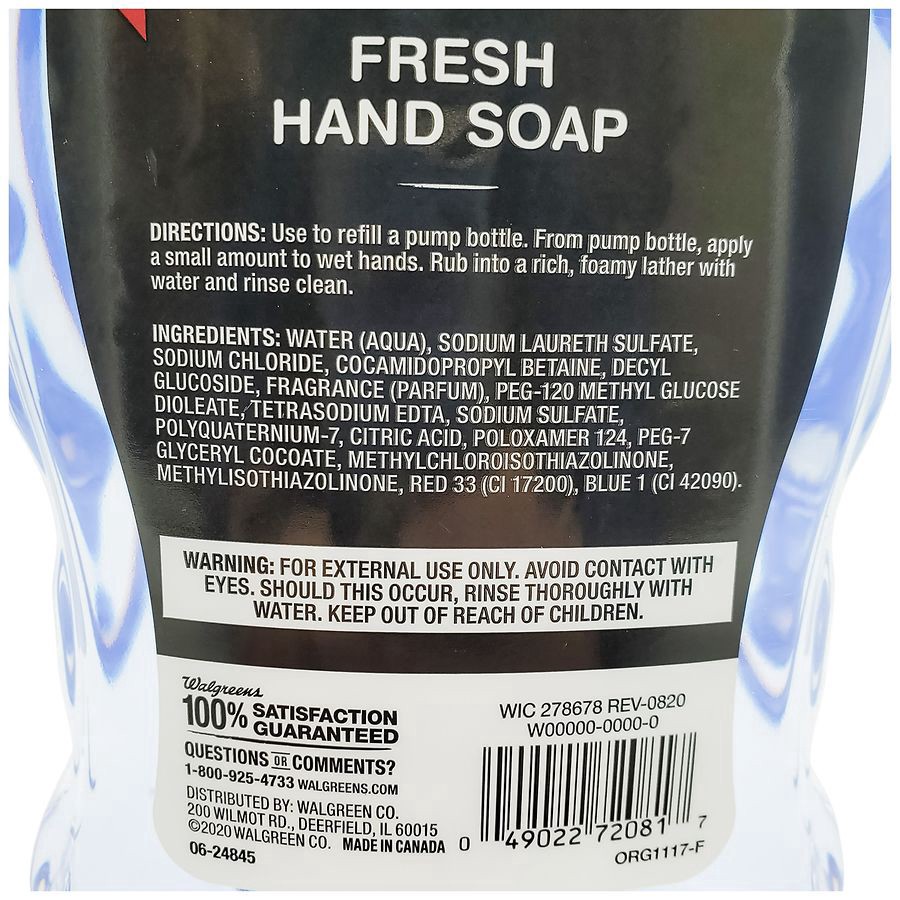 FRESH
HAND SOAP
DIRECTIONS: Use to refill a pump bottle. From pump bottle, apply
a small amount to wet hands. Rub into a rich, foamy lather with
water and rinse clean.
INGREDIENTS: WATER (AQUA), SODIUM LAURETH SULFATE,
SODIUM CHLORIDE, COCAMIDOPROPYL BETAINE, DECYL
GLUCOSIDE, FRAGRANCE (PARFUM), PEG-120 METHYL GLUCOSE
DIOLEATE, TETRASODIUM EDTA, SODIUM SULFATE,
POLYQUATERNIUM-7, CITRIC ACID, POLOXAMER 124, PEG-7
GLYCERYL COCOATE, METHYLCHLOROISOTHIAZOLINONE,
METHYLISOTHIAZOLINONE, RED 33 (CI 17200), BLUE 1 (CI 42090).
WARNING: FOR EXTERNAL USE ONLY. AVOID CONTACT WITH
EYES. SHOULD THIS OCCUR, RINSE THOROUGHLY WITH
WATER. KEEP OUT OF REACH OF CHILDREN.
Walgreens
100% SATISFACTION
GUARANTEED
QUESTIONS OR COMMENTS?
1-800-925-4733 WALGREENS.COM
DISTRIBUTED BY: WALGREEN CO.
200 WILMOT RD., DEERFIELD, IL 60015
©2020 WALGREEN CO. MADE IN CANADA
06-24845
WIC 278678 REV-0820
W00000-0000-0
0 49022 72081 7
ORG1117-F